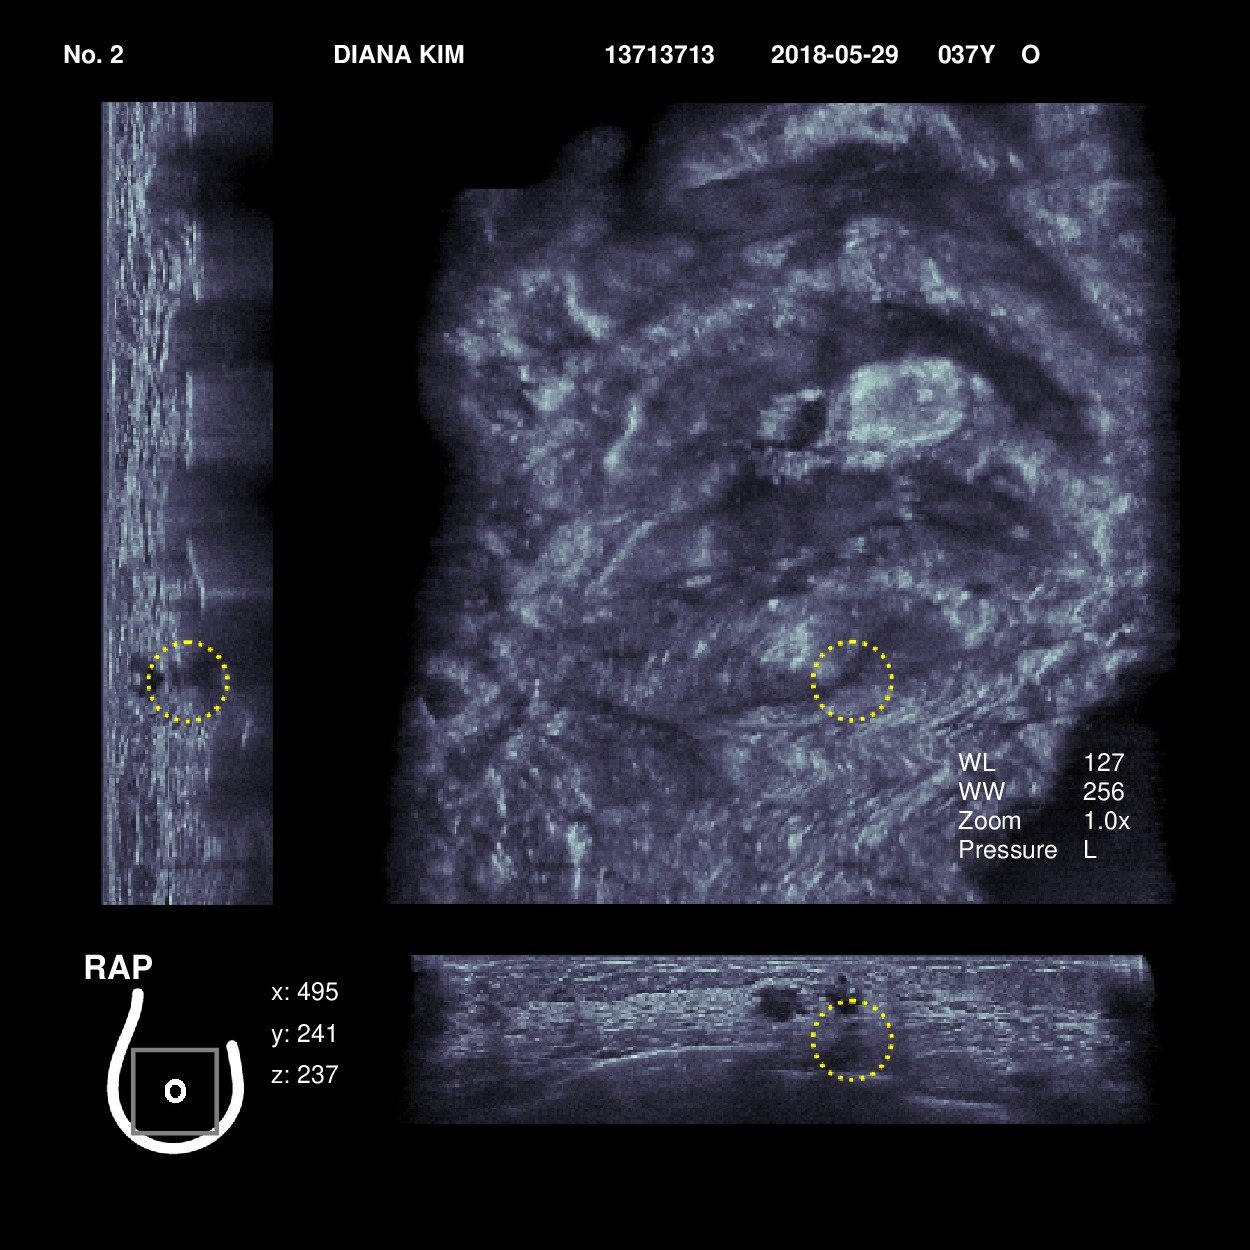 No. 2 DIANA KIM 13713713 2018-05-29 037Y O
WL 127
WW 256
Zoom 1.0x
Pressure L
RAP
x: 495
y: 241
z: 237